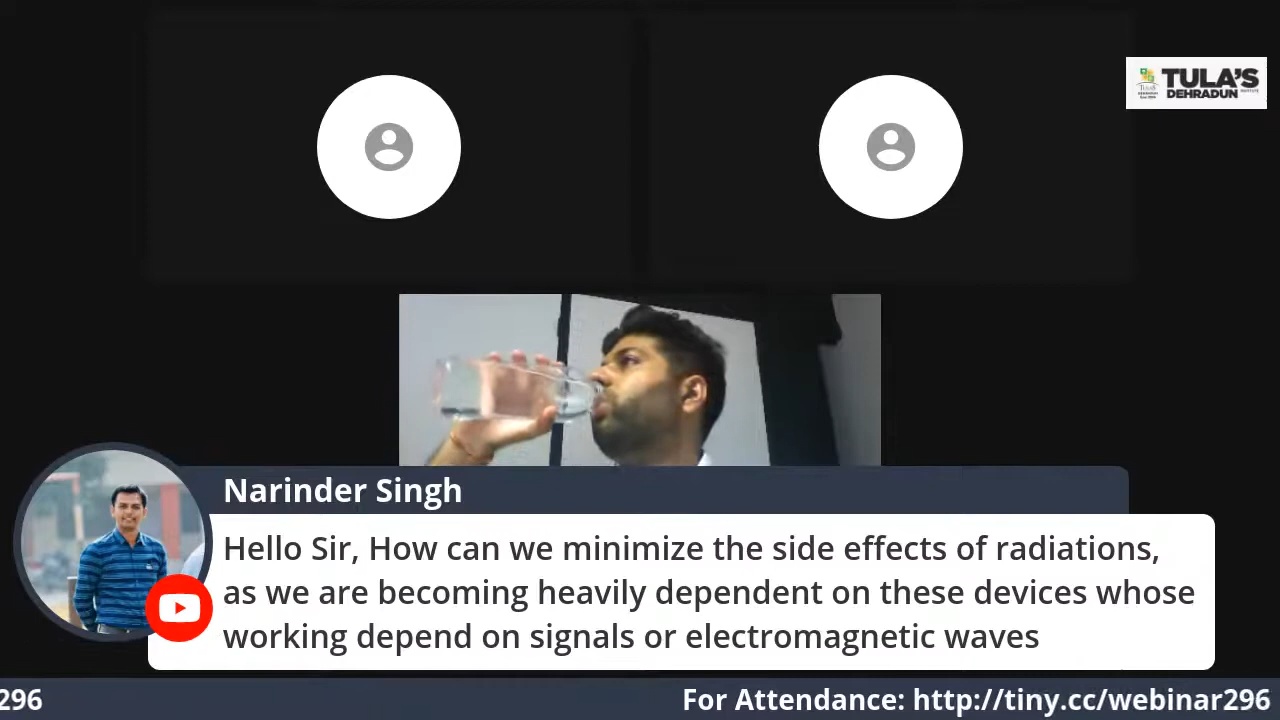 TULA'S
DEHRADUN
INSTITUTE
Narinder Singh
Hello Sir, How can we minimize the side effects of radiations,
as we are becoming heavily dependent on these devices whose
working depend on signals or electromagnetic waves
296
For Attendance: http://tiny.cc/webinar296